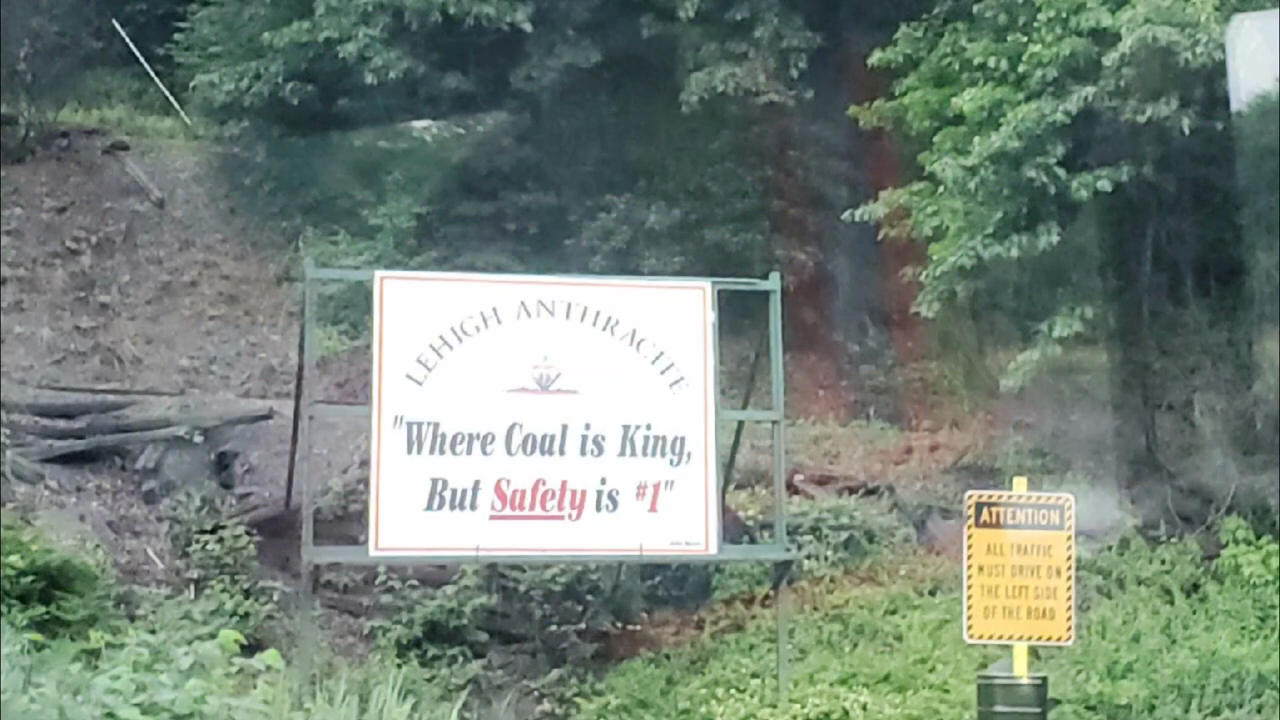 LEHIGH ANTHRACITE
"Where Coal is King,
But Safety is #1"
ATTENTION
ALL TRAFFIC
MUST DRIVE ON
THE LEFT SIDE
OF THE ROAD